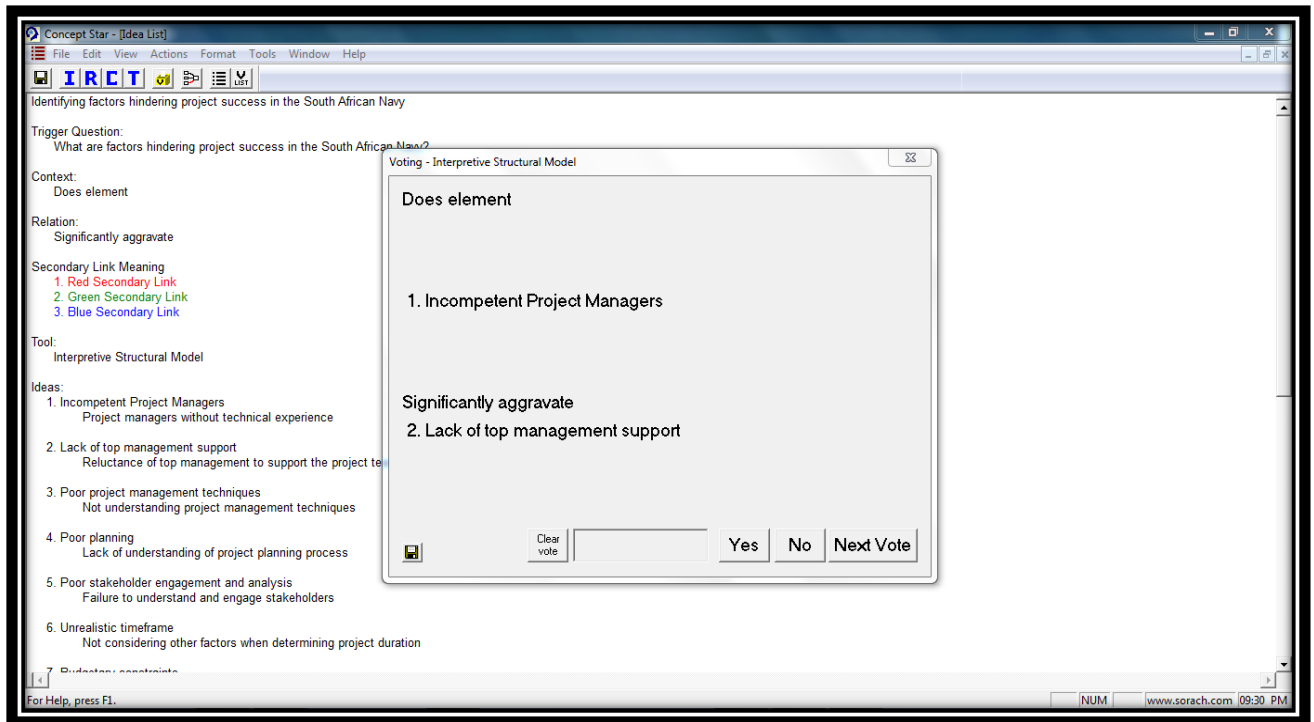 Concept Star - [Idea List]
File Edit View Actions Format Tools Window Help
I R C T V LIST
Identifying factors hindering project success in the South African Navy
Trigger Question:
What are factors hindering project success in the South African Navy?
Context:
Does element
Relation:
Significantly aggravate
Secondary Link Meaning
1. Red Secondary Link
2. Green Secondary Link
3. Blue Secondary Link
Tool:
Interpretive Structural Model
Ideas:
1. Incompetent Project Managers
Project managers without technical experience
2. Lack of top management support
Reluctance of top management to support the project
3. Poor project management techniques
Not understanding project management techniques
4. Poor planning
Lack of understanding of project planning process
5. Poor stakeholder engagement and analysis
Failure to understand and engage stakeholders
6. Unrealistic timeframe
Not considering other factors when determining project duration
7. Budgetary constraints
Voting - Interpretive Structural Model
Does element
1. Incompetent Project Managers
Significantly aggravate
2. Lack of top management support
Clear vote
Yes No Next Vote
For Help, press F1.
NUM www.sorach.com 09:30 PM